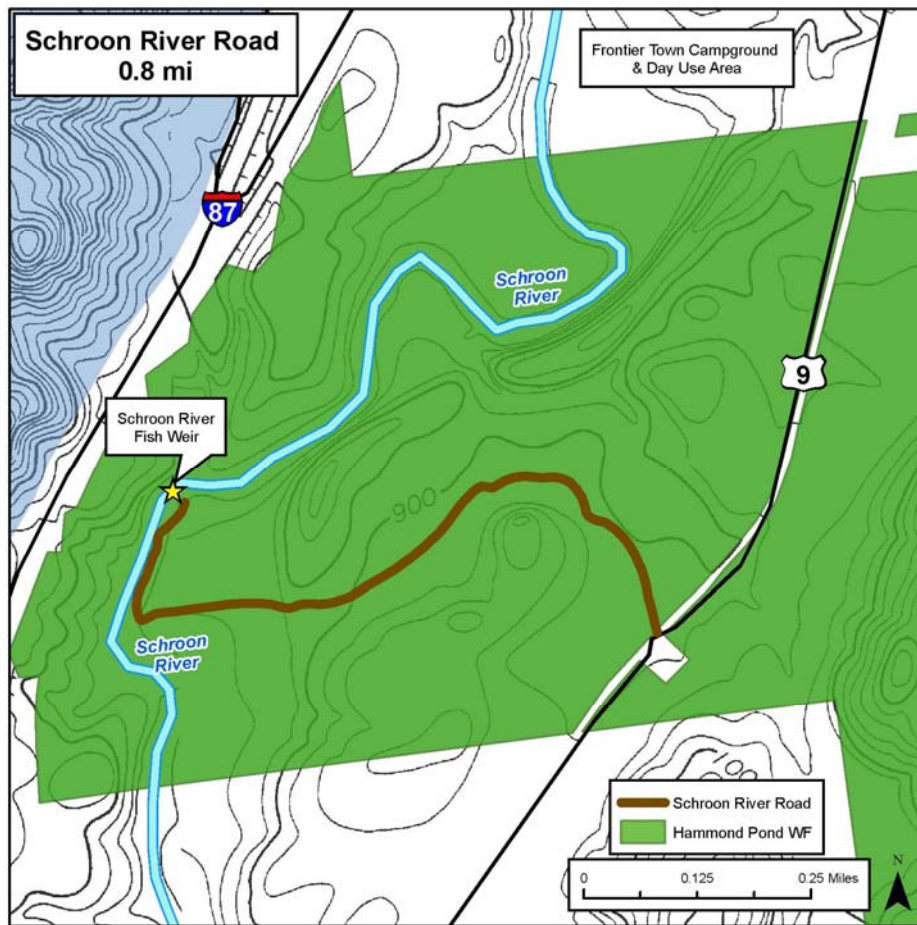 Schroon River Road
0.8 mi
Frontier Town Campground
& Day Use Area
87
Schroon
River
9
Schroon River
Fish Weir
900
Schroon
River
Schroon River Road
Hammond Pond WF
0
0.125
0.25 Miles
N